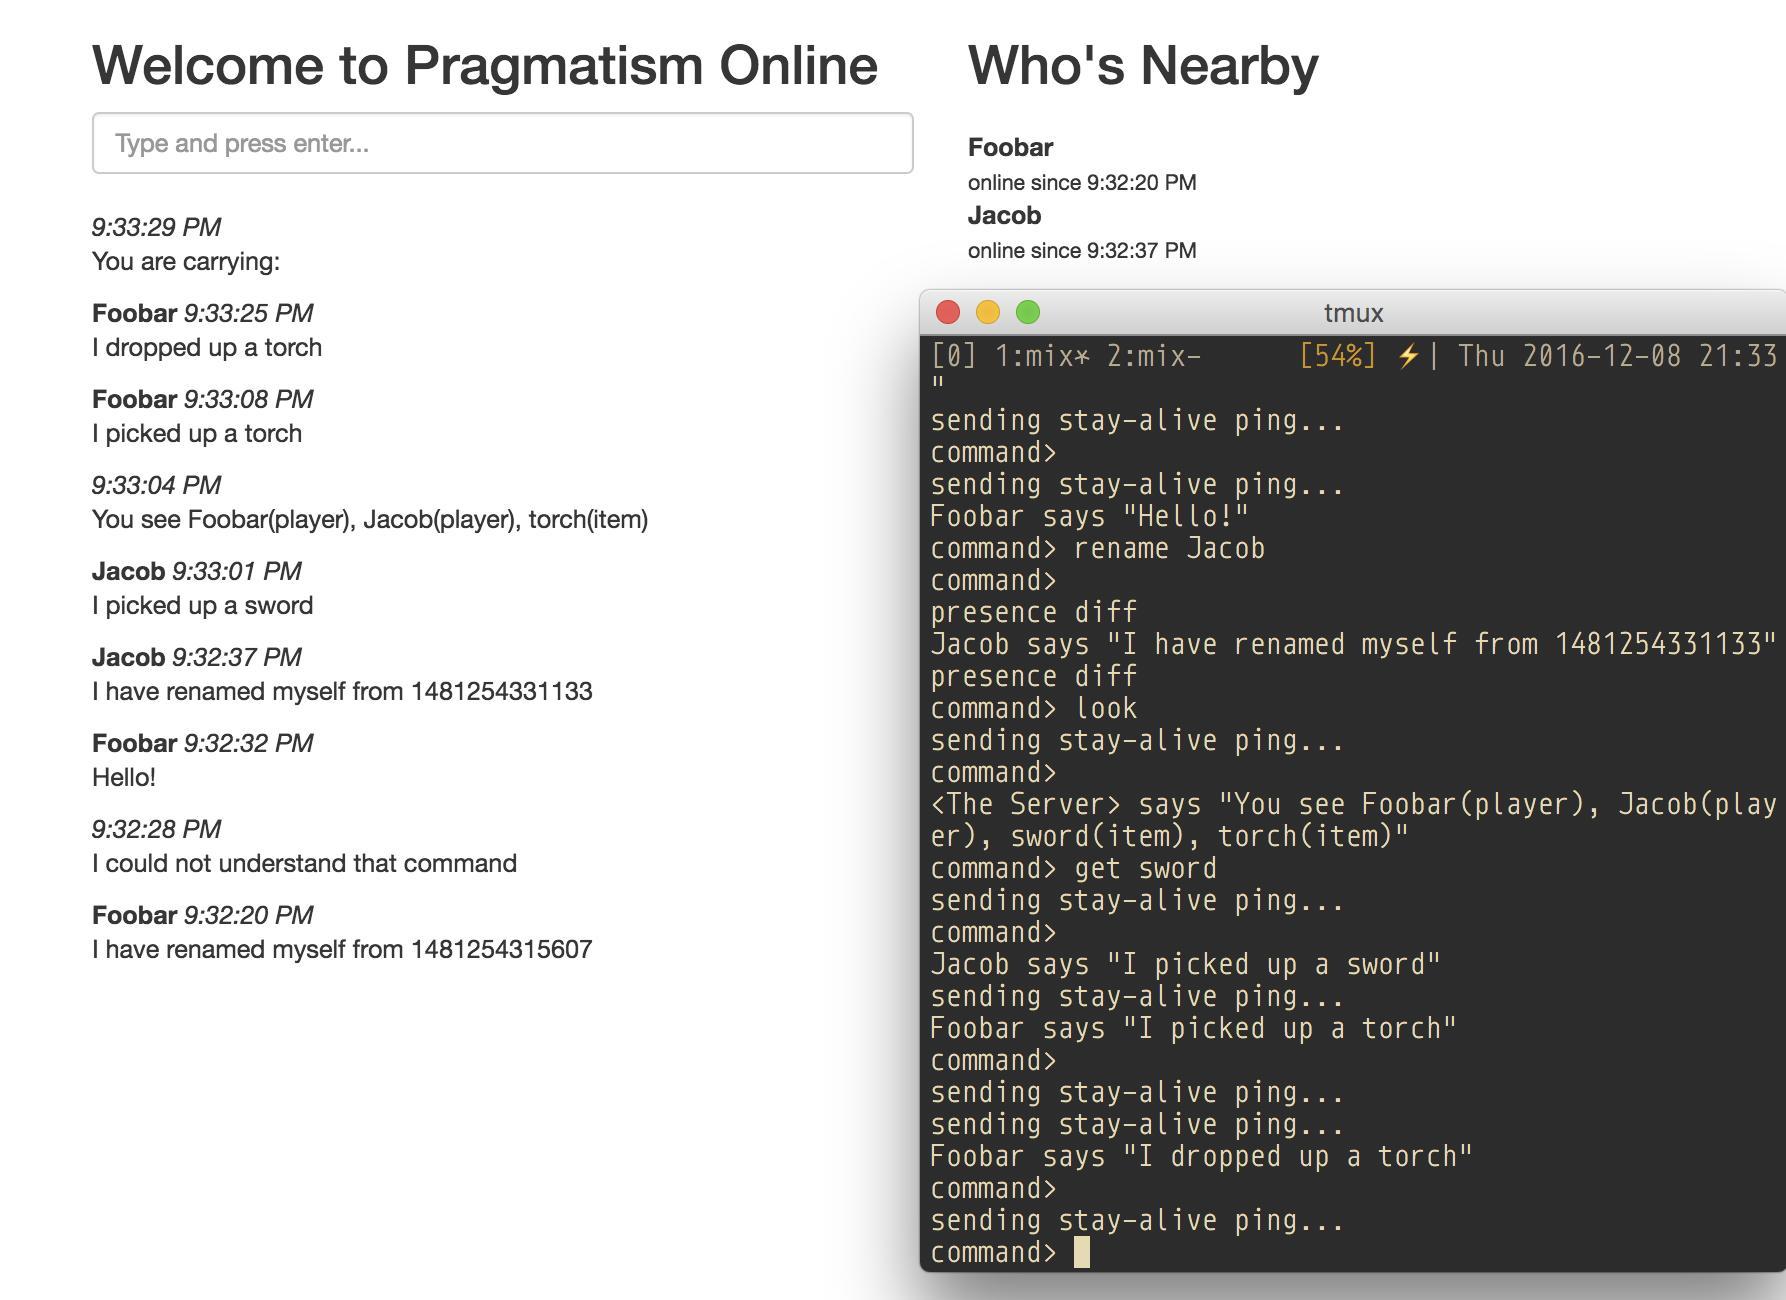 Welcome to Pragmatism Online
Type and press enter...
9:33:29 PM
You are carrying:
Foobar 9:33:25 PM
I dropped up a torch
Foobar 9:33:08 PM
I picked up a torch
9:33:04 PM
You see Foobar(player), Jacob(player), torch(item)
Jacob 9:33:01 PM
I picked up a sword
Jacob 9:32:37 PM
I have renamed myself from 1481254331133
Foobar 9:32:32 PM
Hello!
9:32:28 PM
I could not understand that command
Foobar 9:32:20 PM
I have renamed myself from 1481254315607
Who's Nearby
Foobar
online since 9:32:20 PM
Jacob
online since 9:32:37 PM
tmux
[0] 1:mix* 2:mix- [54%] ⚡| Thu 2016-12-08 21:33
"
sending stay-alive ping...
command>
sending stay-alive ping...
Foobar says "Hello!"
command> rename Jacob
command>
presence diff
Jacob says "I have renamed myself from 1481254331133"
presence diff
command> look
sending stay-alive ping...
command>
<The Server> says "You see Foobar(player), Jacob(play
er), sword(item), torch(item)"
command> get sword
sending stay-alive ping...
command>
Jacob says "I picked up a sword"
sending stay-alive ping...
Foobar says "I picked up a torch"
command>
sending stay-alive ping...
sending stay-alive ping...
Foobar says "I dropped up a torch"
command>
sending stay-alive ping...
command>